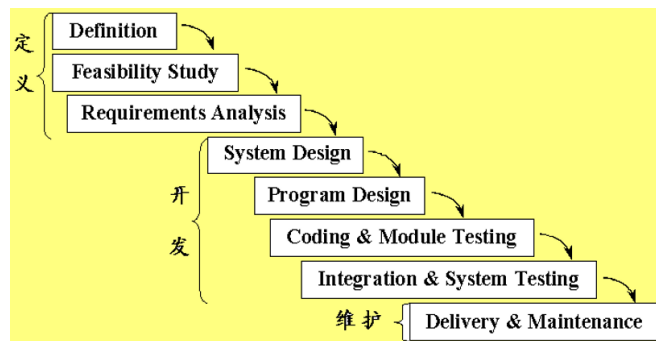 定义
Definition
Feasibility Study
Requirements Analysis
开发
System Design
Program Design
Coding & Module Testing
Integration & System Testing
维护
Delivery & Maintenance